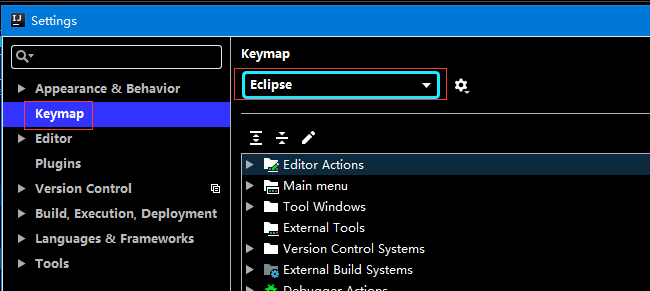 IJ Settings
Appearance & Behavior
Keymap
Editor
Plugins
Version Control
Build, Execution, Deployment
Languages & Frameworks
Tools
Keymap
Eclipse
Editor Actions
Main menu
Tool Windows
External Tools
Version Control Systems
External Build Systems
Debugger Actions